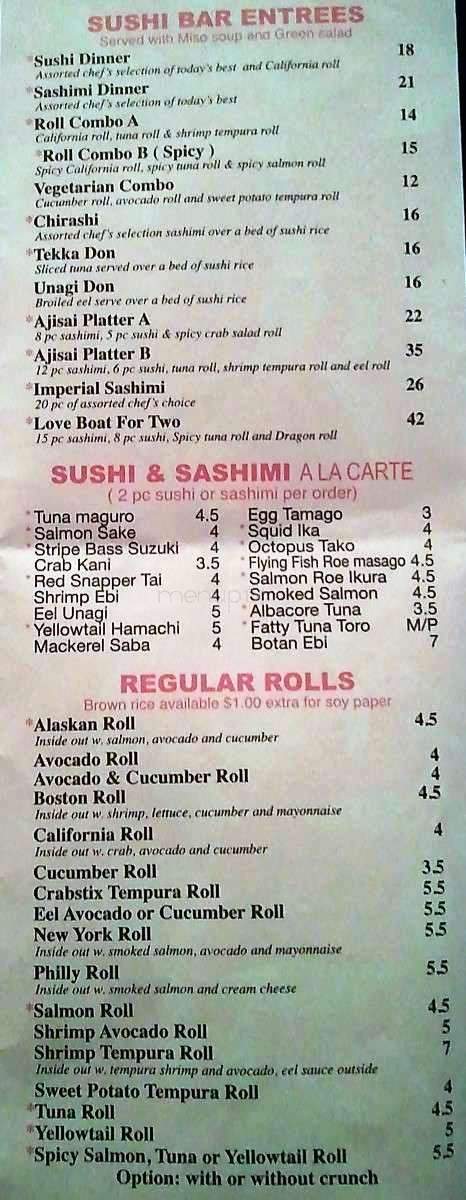 SUSHI BAR ENTREES
Served with Miso soup and Green salad
*Sushi Dinner 18
Assorted chef's selection of today's best and California roll
*Sashimi Dinner 21
Assorted chef's selection of today's best
*Roll Combo A 14
California roll, tuna roll & shrimp tempura roll
*Roll Combo B ( Spicy ) 15
Spicy California roll, spicy tuna roll & spicy salmon roll
Vegetarian Combo 12
Cucumber roll, avocado roll and sweet potato tempura roll
*Chirashi 16
Assorted chef's selection sashimi over a bed of sushi rice
*Tekka Don 16
Sliced tuna served over a bed of sushi rice
Unagi Don 16
Broiled eel serve over a bed of sushi rice
*Ajisai Platter A 22
8 pc sashimi, 5 pc sushi & spicy crab salad roll
*Ajisai Platter B 35
12 pc sashimi, 6 pc sushi, tuna roll, shrimp tempura roll and eel roll
*Imperial Sashimi 26
20 pc of assorted chef's choice
*Love Boat For Two 42
15 pc sashimi, 8 pc sushi, Spicy tuna roll and Dragon roll
SUSHI & SASHIMI A LA CARTE
( 2 pc sushi or sashimi per order)
*Tuna maguro 4.5
*Salmon Sake 4
*Stripe Bass Suzuki 4
Crab Kani 3.5
*Red Snapper Tai 4
Shrimp Ebi 4
Eel Unagi 5
*Yellowtail Hamachi 5
Mackerel Saba 4
Egg Tamago 3
*Squid Ika 4
*Octopus Tako 4
*Flying Fish Roe masago 4.5
*Salmon Roe Ikura 4.5
Smoked Salmon 4.5
*Albacore Tuna 3.5
*Fatty Tuna Toro M/P
Botan Ebi 7
REGULAR ROLLS
Brown rice available $1.00 extra for soy paper
*Alaskan Roll 4.5
Inside out w. salmon, avocado and cucumber
Avocado Roll 4
Avocado & Cucumber Roll 4
Boston Roll 4.5
Inside out w. shrimp, lettuce, cucumber and mayonnaise
California Roll 4
Inside out w. crab, avocado and cucumber
Cucumber Roll 3.5
Crabstix Tempura Roll 5.5
Eel Avocado or Cucumber Roll 5.5
New York Roll 5.5
Inside out w. smoked salmon, avocado and mayonnaise
Philly Roll 5.5
Inside out w. smoked salmon and cream cheese
*Salmon Roll 4.5
Shrimp Avocado Roll 5
Shrimp Tempura Roll 7
Inside out w. tempura shrimp and avocado, eel sauce outside
Sweet Potato Tempura Roll 4
*Tuna Roll 4.5
*Yellowtail Roll 5
*Spicy Salmon, Tuna or Yellowtail Roll 5.5
Option: with or without crunch